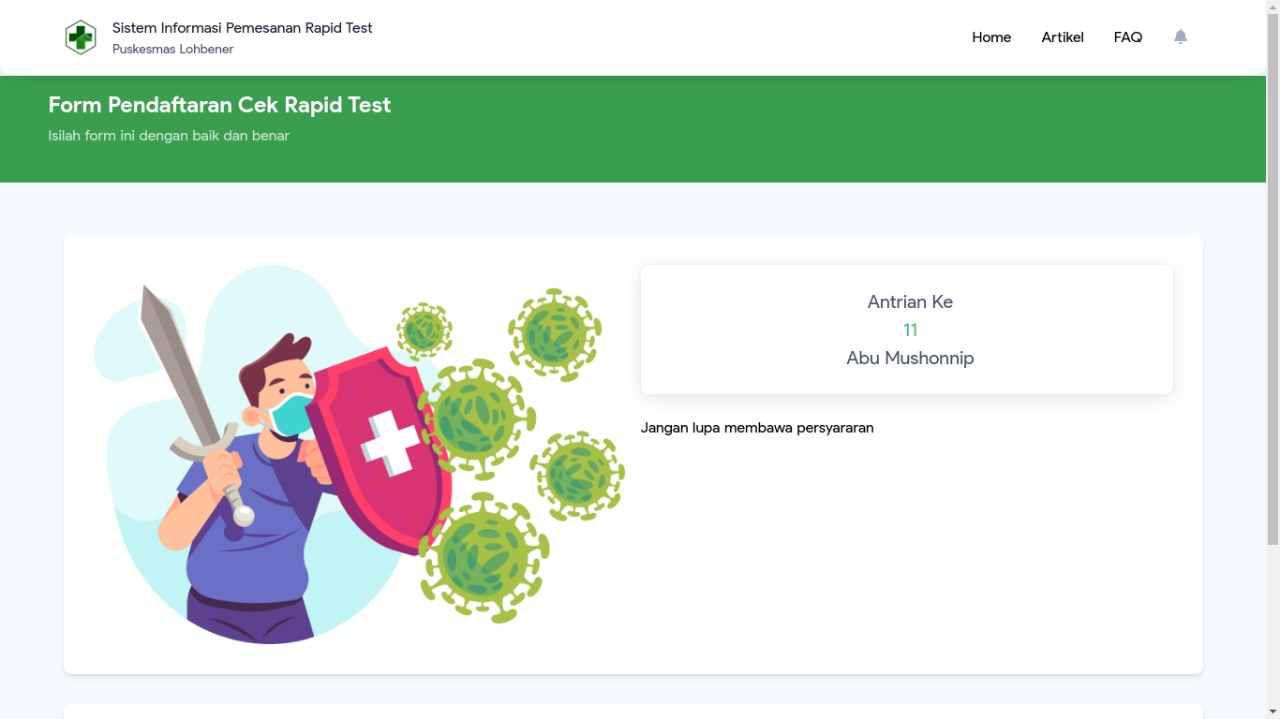 Sistem Informasi Pemesanan Rapid Test
Puskesmas Lohbener
Home
Artikel
FAQ
Form Pendaftaran Cek Rapid Test
Isilah form ini dengan baik dan benar
Antrian Ke
11
Abu Mushonnip
Jangan lupa membawa persyararan